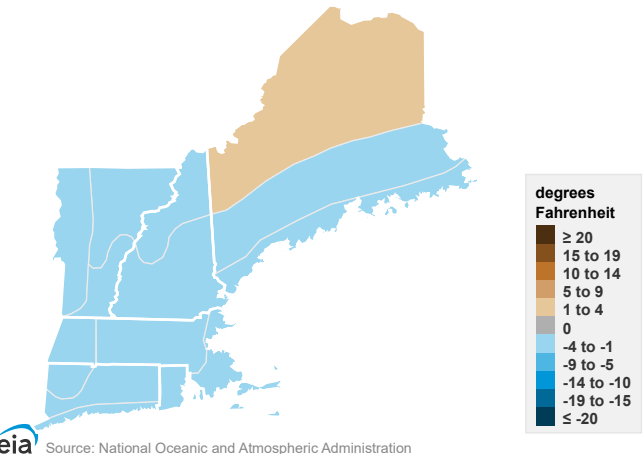 degrees
Fahrenheit
≥ 20
15 to 19
10 to 14
5 to 9
1 to 4
0
-4 to -1
-9 to -5
-14 to -10
-19 to -15
≤ -20
eia Source: National Oceanic and Atmospheric Administration